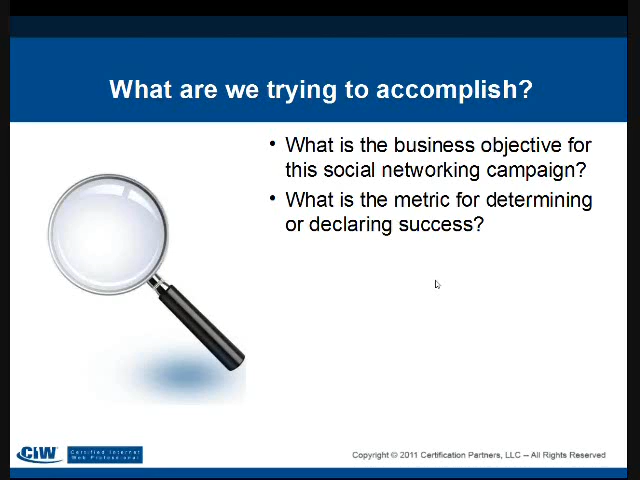 What are we trying to accomplish?
• What is the business objective for
this social networking campaign?
• What is the metric for determining
or declaring success?
CIW
Certified Internet
Web Professional
Copyright © 2011 Certification Partners, LLC – All Rights Reserved